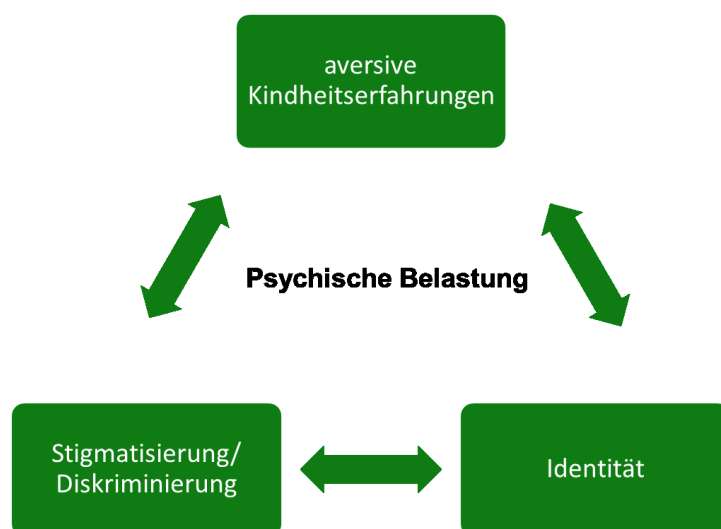 aversive
Kindheitserfahrungen
Psychische Belastung
Stigmatisierung/
Diskriminierung
Identität